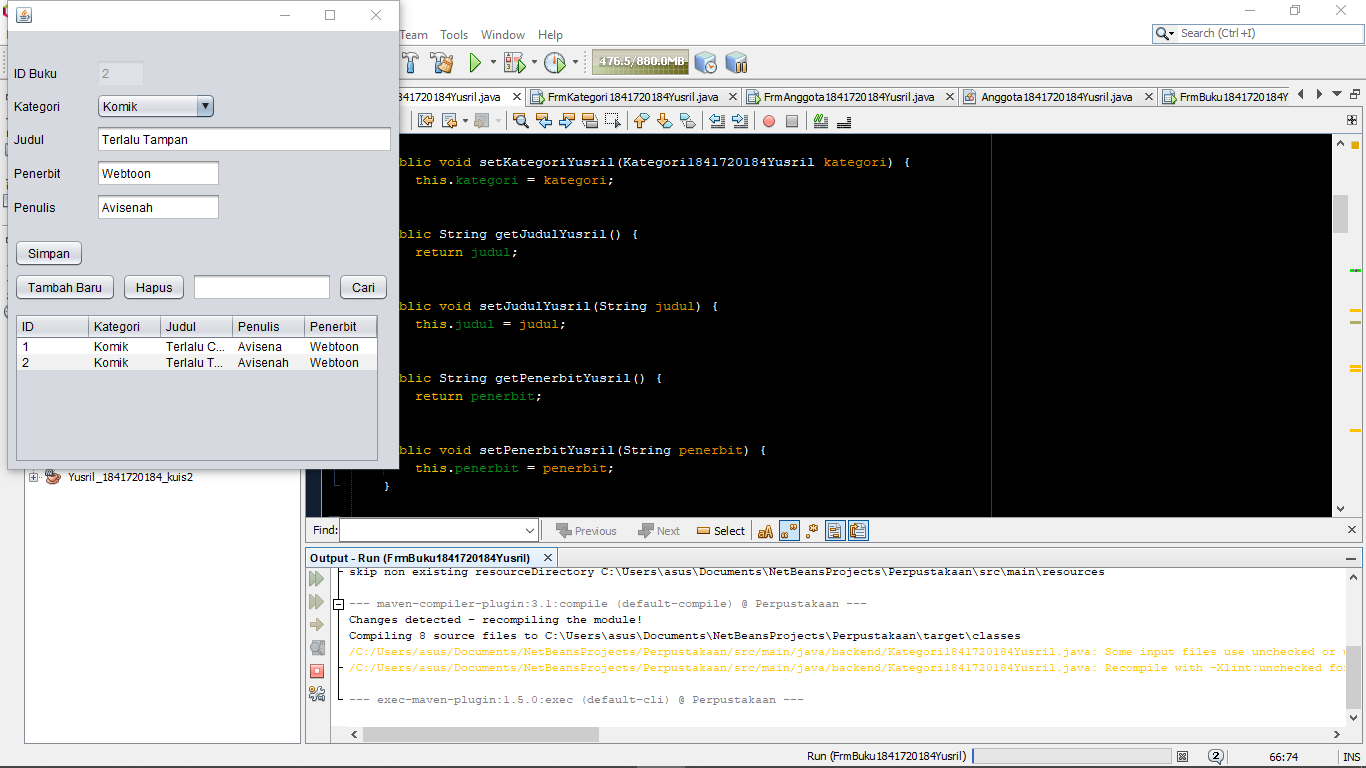 Team Tools Window Help
Search (Ctrl+I)
476.5/880.0MB
ID Buku 2
Kategori Komik
Judul Terlalu Tampan
Penerbit Webtoon
Penulis Avisenah
Simpan
Tambah Baru Hapus Cari
ID Kategori Judul Penulis Penerbit
1 Komik Terlalu C... Avisena Webtoon
2 Komik Terlalu T... Avisenah Webtoon
Yusril_1841720184_kuis2
1841720184Yusril.java FrmKategori1841720184Yusril.java FrmAnggota1841720184Yusril.java Anggota1841720184Yusril.java FrmBuku1841720184Y
blic void setKategoriYusril(Kategori1841720184Yusril kategori) {
this.kategori = kategori;
blic String getJudulYusril() {
return judul;
blic void setJudulYusril(String judul) {
this.judul = judul;
blic String getPenerbitYusril() {
return penerbit;
blic void setPenerbitYusril(String penerbit) {
this.penerbit = penerbit;
}
Find: Previous Next Select
Output - Run (FrmBuku1841720184Yusril)
skip non existing resourceDirectory C:\Users\asus\Documents\NetBeansProjects\Perpustakaan\src\main\resources
--- maven-compiler-plugin:3.1:compile (default-compile) @ Perpustakaan ---
Changes detected - recompiling the module!
Compiling 8 source files to C:\Users\asus\Documents\NetBeansProjects\Perpustakaan\target\classes
/C:/Users/asus/Documents/NetBeansProjects/Perpustakaan/src/main/java/backend/Kategori1841720184Yusril.java: Some input files use unchecked or
/C:/Users/asus/Documents/NetBeansProjects/Perpustakaan/src/main/java/backend/Kategori1841720184Yusril.java: Recompile with -Xlint:unchecked fo
--- exec-maven-plugin:1.5.0:exec (default-cli) @ Perpustakaan ---
Run (FrmBuku1841720184Yusril) 2 66:74 INS